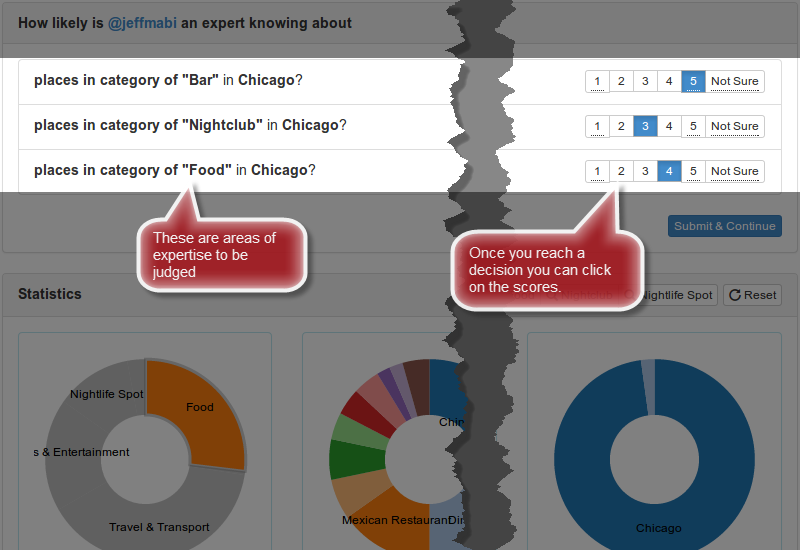 How likely is @jeffmabi an expert knowing about
places in category of "Bar" in Chicago?
1 2 3 4 5 Not Sure
places in category of "Nightclub" in Chicago?
1 2 3 4 5 Not Sure
places in category of "Food" in Chicago?
1 2 3 4 5 Not Sure
Submit & Continue
These are areas of
expertise to be
judged
Once you reach a
decision you can click
on the scores.
Statistics
Nightlife Spot
Reset
Nightlife Spot
Food
s & Entertainment
Travel & Transport
Chin
Mexican Restauran
Din
Chicago